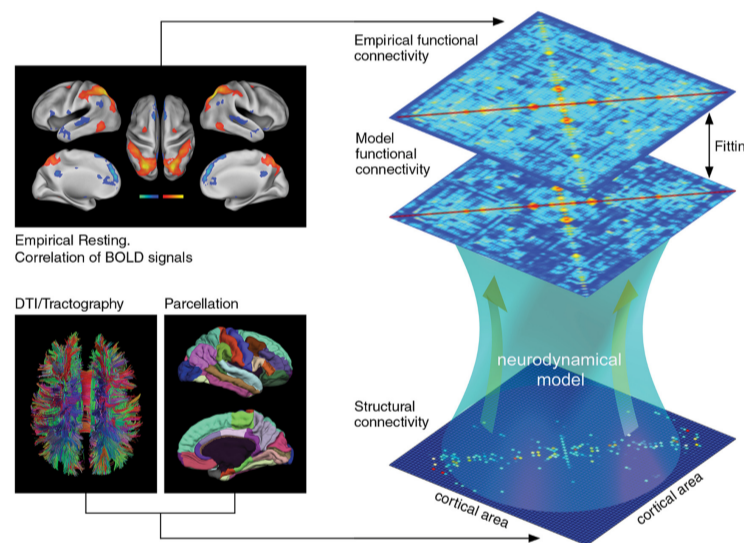 Empirical functional
connectivity
Model
functional
connectivity
Fittin
Empirical Resting.
Correlation of BOLD signals
DTI/Tractography
Parcellation
neurodynamical
model
Structural
connectivity
cortical area
cortical area